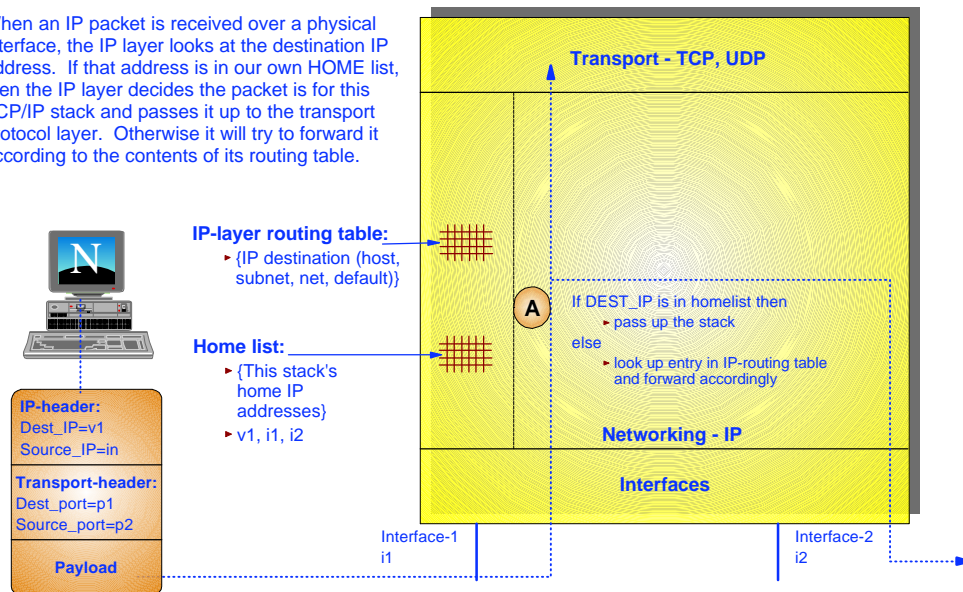 hen an IP packet is received over a physical
terface, the IP layer looks at the destination IP
ddress. If that address is in our own HOME list,
en the IP layer decides the packet is for this
CP/IP stack and passes it up to the transport
otocol layer. Otherwise it will try to forward it
ccording to the contents of its routing table.
Transport - TCP, UDP
IP-layer routing table:
{IP destination (host,
subnet, net, default)}
N
A
If DEST_IP is in homelist then
pass up the stack
else
look up entry in IP-routing table
and forward accordingly
Home list:
{This stack's
home IP
addresses}
v1, i1, i2
Networking - IP
Interfaces
IP-header:
Dest_IP=v1
Source_IP=in
Transport-header:
Dest_port=p1
Source_port=p2
Payload
Interface-1
i1
Interface-2
i2